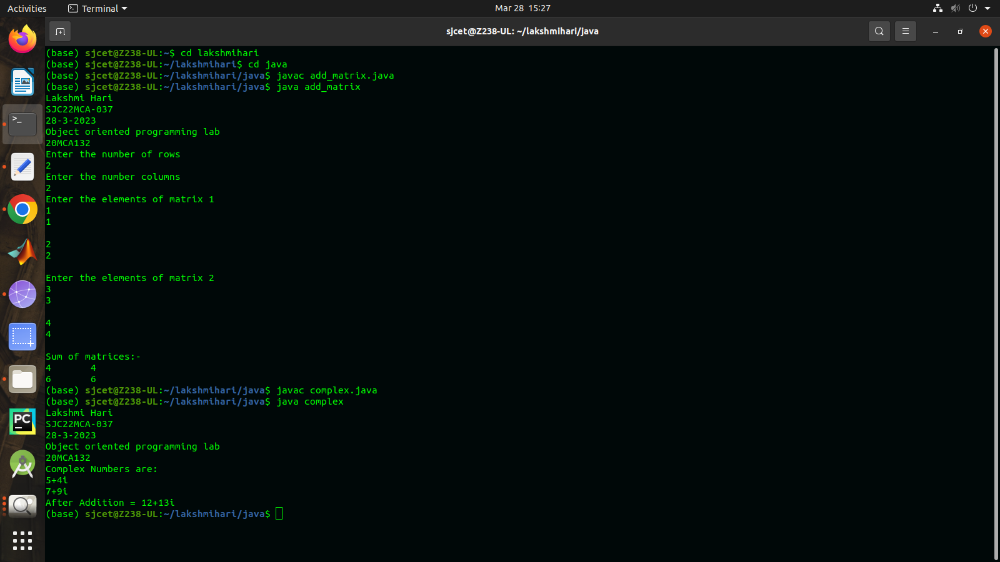 Activities
Terminal
Mar 28 15:27
sjcet@Z238-UL: ~/lakshmihari/java
(base) sjcet@Z238-UL:~$ cd lakshmihari
(base) sjcet@Z238-UL:~/lakshmihari$ cd java
(base) sjcet@Z238-UL:~/lakshmihari/java$ javac add_matrix.java
(base) sjcet@Z238-UL:~/lakshmihari/java$ java add_matrix
Lakshmi Hari
SJC22MCA-037
28-3-2023
Object oriented programming lab
20MCA132
Enter the number of rows
2
Enter the number columns
2
Enter the elements of matrix 1
1
1
2
2
Enter the elements of matrix 2
3
3
4
4
Sum of matrices:-
4 4
6 6
(base) sjcet@Z238-UL:~/lakshmihari/java$ javac complex.java
(base) sjcet@Z238-UL:~/lakshmihari/java$ java complex
Lakshmi Hari
SJC22MCA-037
28-3-2023
Object oriented programming lab
20MCA132
Complex Numbers are:
5+4i
7+9i
After Addition = 12+13i
(base) sjcet@Z238-UL:~/lakshmihari/java$
PC